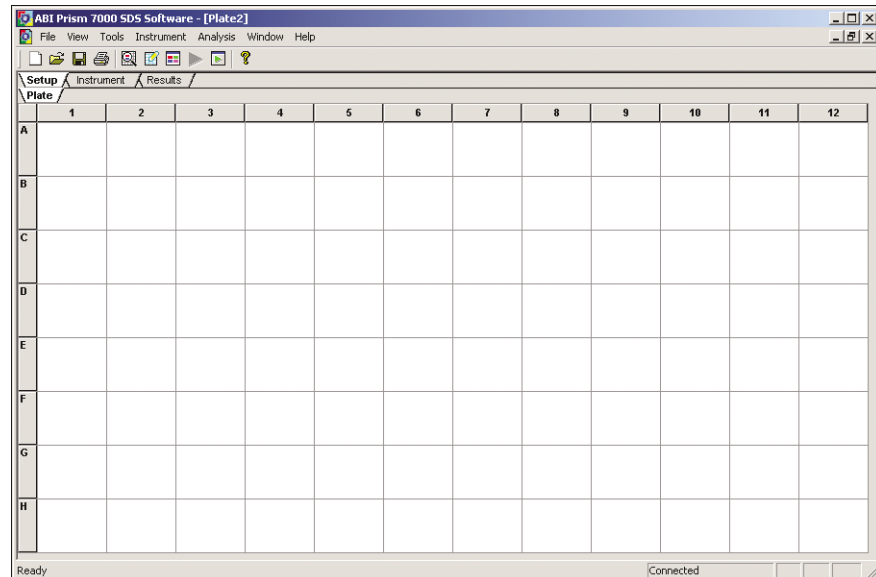 ABI Prism 7000 SDS Software - [Plate2]
File View Tools Instrument Analysis Window Help
Setup Instrument Results
Plate
1 2 3 4 5 6 7 8 9 10 11 12
A
B
C
D
E
F
G
H
Ready Connected